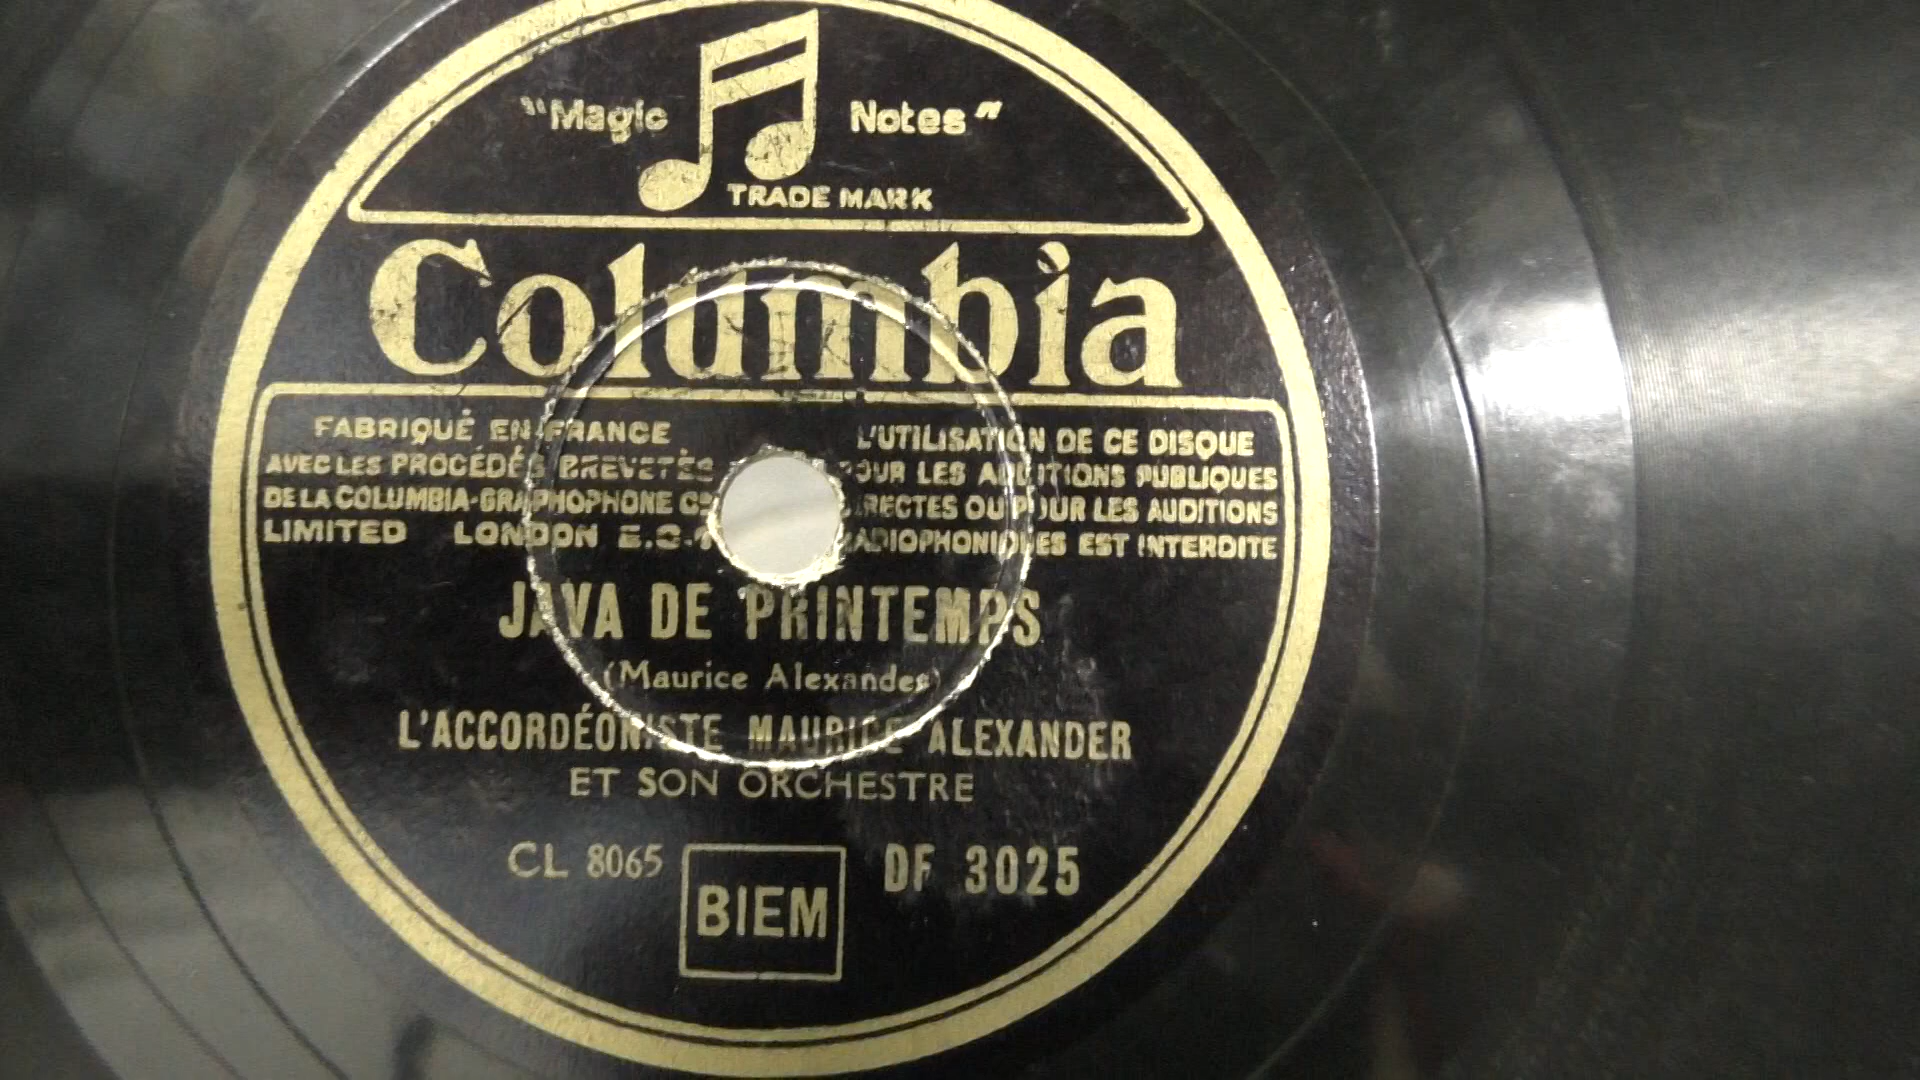 "Magic Notes"
TRADE MARK
Columbia
FABRIQUÉ EN FRANCE
AVEC LES PROCÉDÉS BREVETÉS
DE LA COLUMBIA-GRAPHOPHONE
LIMITED LONDON
L'UTILISATION DE CE DISQUE
POUR LES AUDITIONS PUBLIQUES
DIRECTES OU POUR LES AUDITIONS
RADIOPHONIQUES EST INTERDITE
JAVA DE PRINTEMPS
(Maurice Alexander)
L'ACCORDÉONISTE MAURICE ALEXANDER
ET SON ORCHESTRE
CL 8065
BIEM
DF 3025